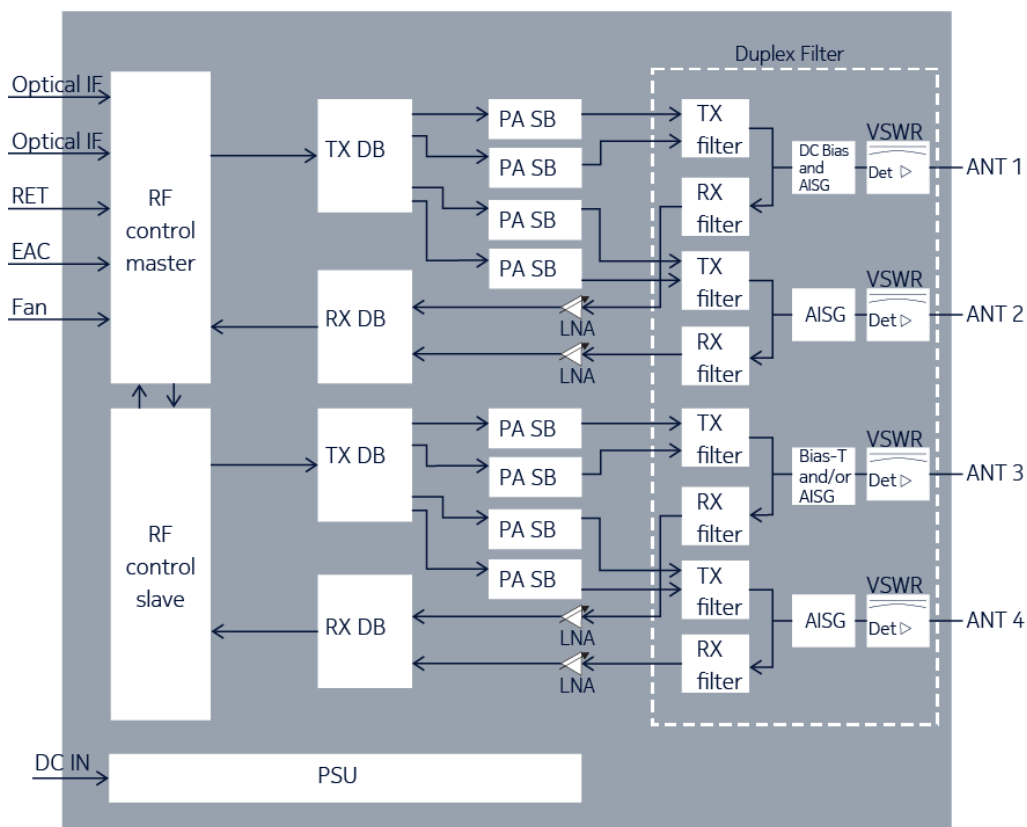 Duplex Filter
Optical IF
Optical IF
RET
EAC
Fan
RF
control
master
TX DB
RX DB
PA SB
PA SB
PA SB
PA SB
LNA
LNA
TX
filter
RX
filter
TX
filter
RX
filter
DC Bias
and
AISG
VSWR
Det
ANT 1
AISG
VSWR
Det
ANT 2
RF
control
slave
TX DB
RX DB
PA SB
PA SB
PA SB
PA SB
LNA
LNA
TX
filter
RX
filter
TX
filter
RX
filter
Bias-T
and/or
AISG
VSWR
Det
ANT 3
AISG
VSWR
Det
ANT 4
DC IN
PSU